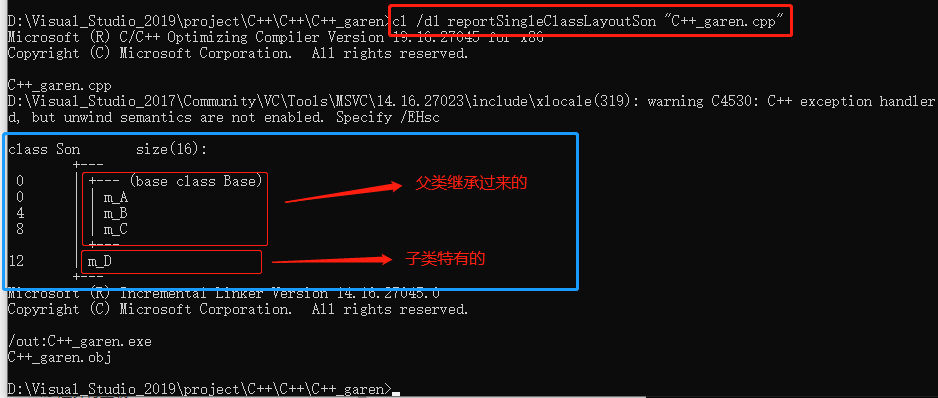 D:\Visual_Studio_2019\project\C++\C++\C++_garen>cl /d1 reportSingleClassLayoutSon "C++_garen.cpp"
Microsoft (R) C/C++ Optimizing Compiler Version 19.16.27045 for x86
Copyright (C) Microsoft Corporation.  All rights reserved.
C++_garen.cpp
D:\Visual_Studio_2017\Community\VC\Tools\MSVC\14.16.27023\include\xlocale(319): warning C4530: C++ exception handler
d, but unwind semantics are not enabled. Specify /EHsc
class Son       size(16):
        +---
 0      | +--- (base class Base)
 0      | | m_A
 4      | | m_B
 8      | | m_C
        | +---
12      | m_D
        +---
父类继承过来的
子类特有的
Microsoft (R) Incremental Linker Version 14.16.27045.0
Copyright (C) Microsoft Corporation.  All rights reserved.
/out:C++_garen.exe
C++_garen.obj
D:\Visual_Studio_2019\project\C++\C++\C++_garen>